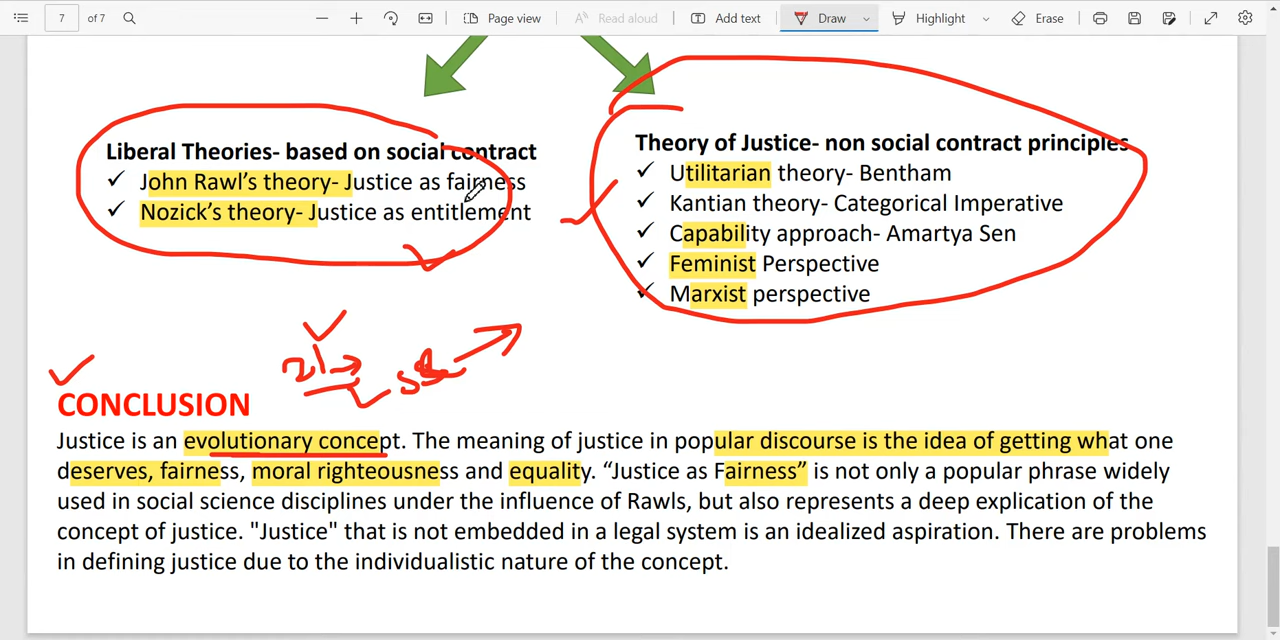 7 of 7 Page view Read aloud Add text Draw Highlight Erase
Liberal Theories- based on social contract
✓ John Rawl’s theory- Justice as fairness
✓ Nozick’s theory- Justice as entitlement
Theory of Justice- non social contract principles
✓ Utilitarian theory- Bentham
✓ Kantian theory- Categorical Imperative
✓ Capability approach- Amartya Sen
✓ Feminist Perspective
✓ Marxist perspective
21
CONCLUSION
Justice is an evolutionary concept. The meaning of justice in popular discourse is the idea of getting what one
deserves, fairness, moral righteousness and equality. “Justice as Fairness” is not only a popular phrase widely
used in social science disciplines under the influence of Rawls, but also represents a deep explication of the
concept of justice. "Justice" that is not embedded in a legal system is an idealized aspiration. There are problems
in defining justice due to the individualistic nature of the concept.